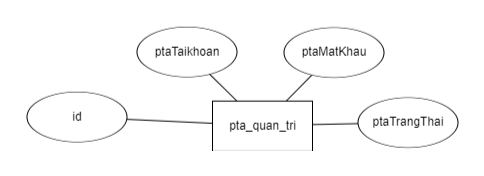 ptaTaikhoan
ptaMatKhau
id
pta_quan_tri
ptaTrangThai